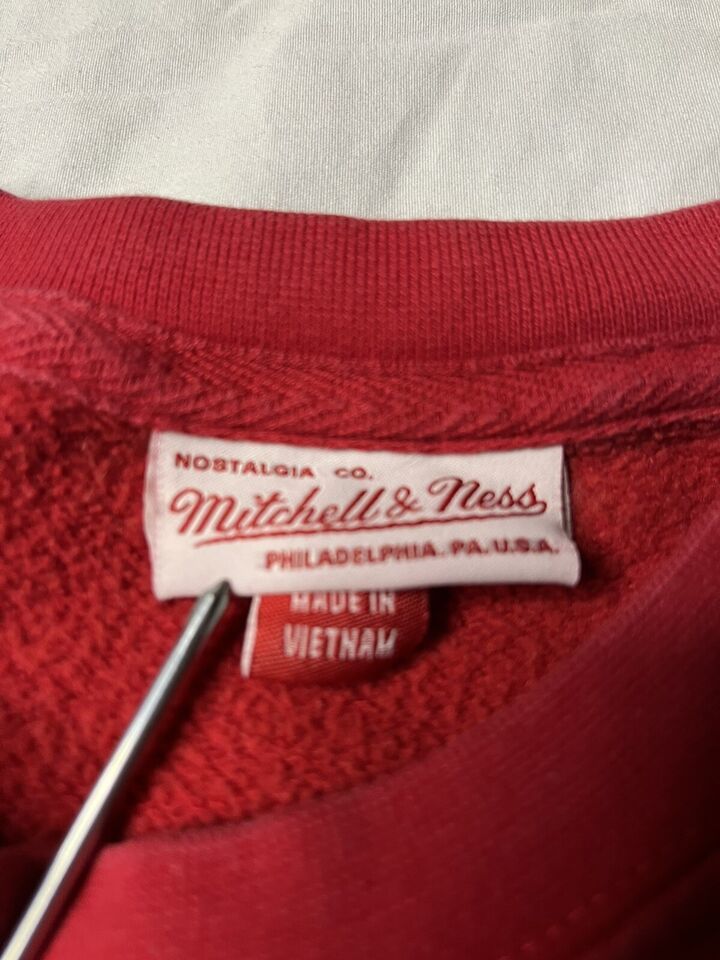 NOSTALGIA CO.
Mitchell & Ness
PHILADELPHIA. PA. U.S.A.
MADE IN
VIETNAM